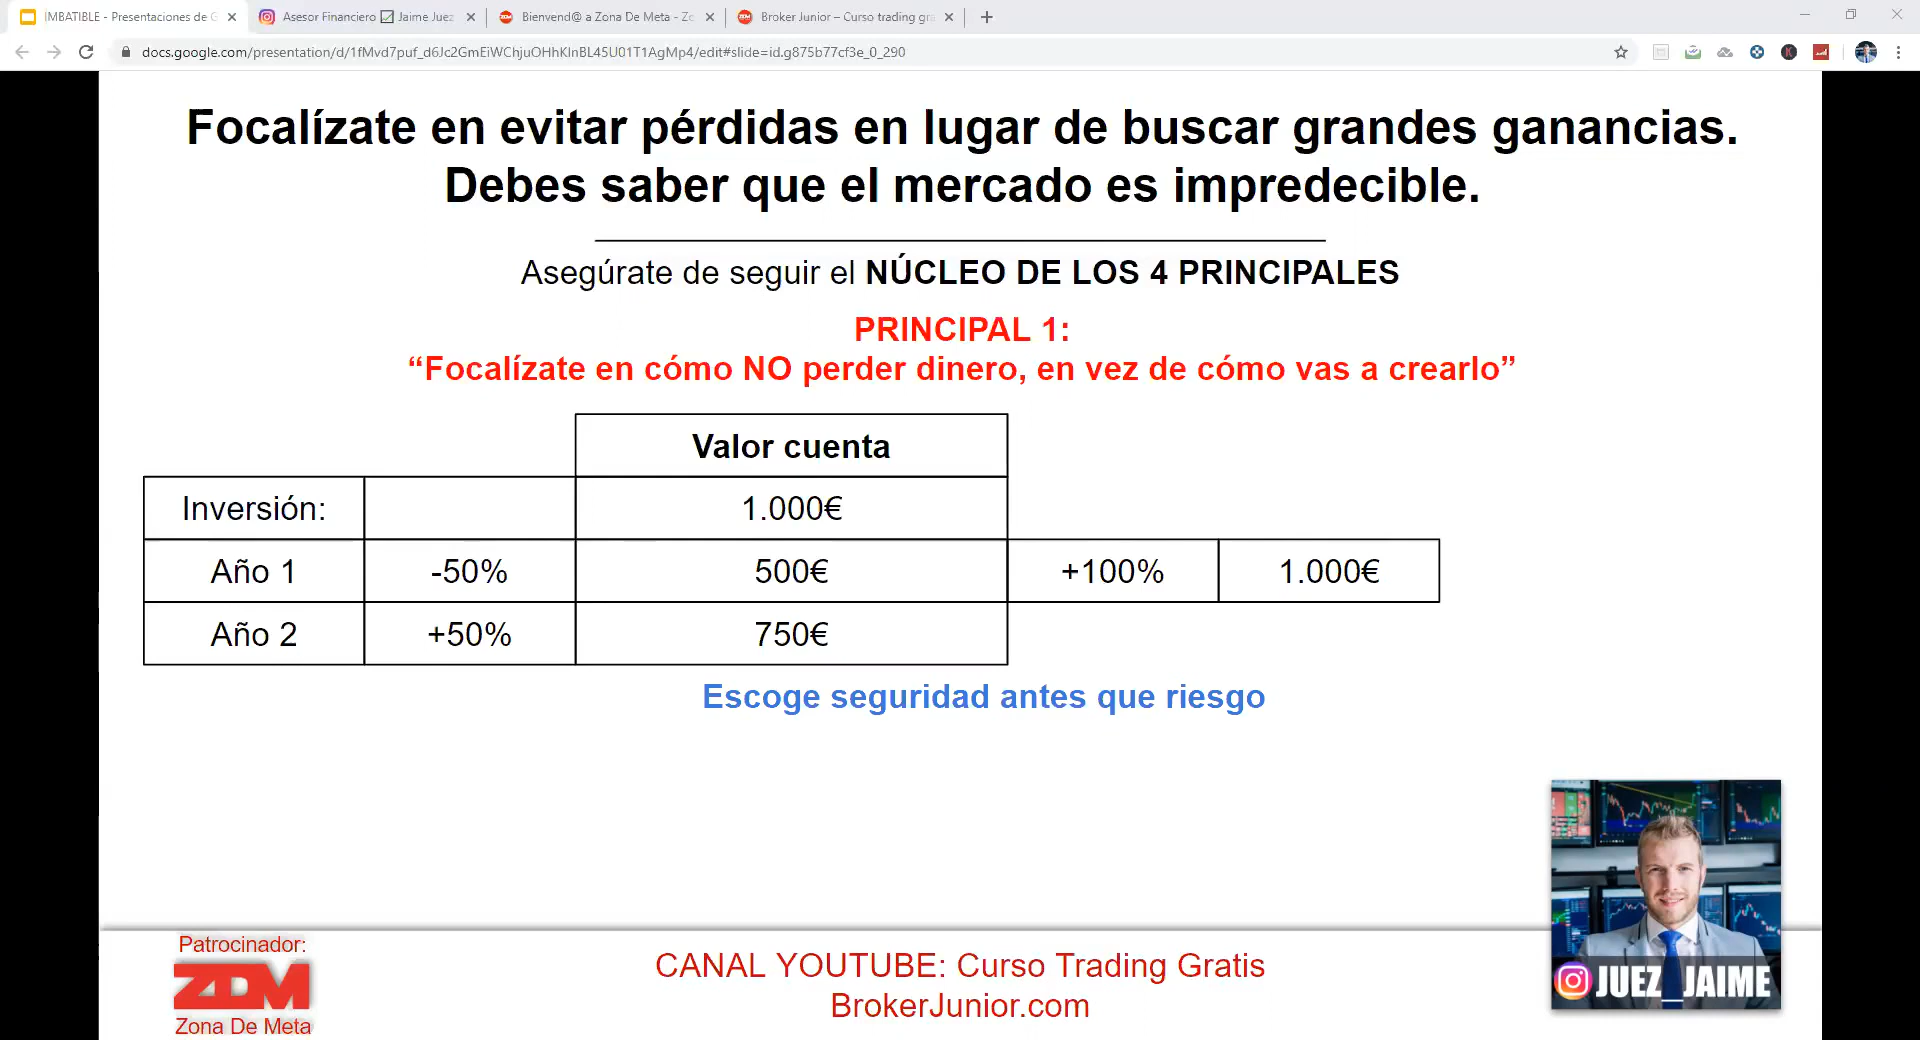 IMBATIBLE - Presentaciones de G
Asesor Financiero ✅ Jaime Juez
Bienvend@ a Zona De Meta - Zo
Broker Junior – Curso trading gra
docs.google.com/presentation/d/1fMvd7puf_d6Jc2GmEiWChjuOHhKlnBL45U01T1AgMp4/edit#slide=id.g875b77cf3e_0_290
Focalízate en evitar pérdidas en lugar de buscar grandes ganancias.
Debes saber que el mercado es impredecible.
Asegúrate de seguir el NÚCLEO DE LOS 4 PRINCIPALES
PRINCIPAL 1:
“Focalízate en cómo NO perder dinero, en vez de cómo vas a crearlo”
Valor cuenta
Inversión: 1.000€
Año 1 -50% 500€ +100% 1.000€
Año 2 +50% 750€
Escoge seguridad antes que riesgo
Patrocinador:
ZDM
Zona De Meta
CANAL YOUTUBE: Curso Trading Gratis
BrokerJunior.com
JUEZ_JAIME